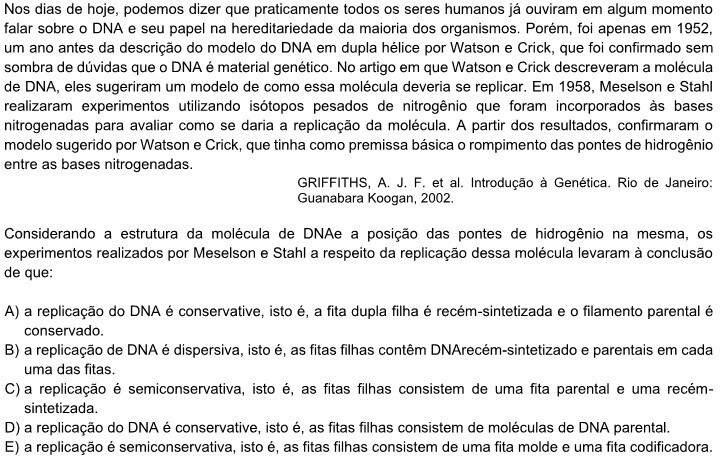 Nos dias de hoje, podemos dizer que praticamente todos os seres humanos já ouviram em algum momento
falar sobre o DNA e seu papel na hereditariedade da maioria dos organismos. Porém, foi apenas em 1952,
um ano antes da descrição do modelo do DNA em dupla hélice por Watson e Crick, que foi confirmado sem
sombra de dúvidas que o DNA é material genético. No artigo em que Watson e Crick descreveram a molécula
de DNA, eles sugeriram um modelo de como essa molécula deveria se replicar. Em 1958, Meselson e Stahl
realizaram experimentos utilizando isótopos pesados de nitrogênio que foram incorporados às bases
nitrogenadas para avaliar como se daria a replicação da molécula. A partir dos resultados, confirmaram o
modelo sugerido por Watson e Crick, que tinha como premissa básica o rompimento das pontes de hidrogênio
entre as bases nitrogenadas.
GRIFFITHS, A. J. F. et al. Introdução à Genética. Rio de Janeiro:
Guanabara Koogan, 2002.
Considerando a estrutura da molécula de DNAe a posição das pontes de hidrogênio na mesma, os
experimentos realizados por Meselson e Stahl a respeito da replicação dessa molécula levaram à conclusão
de que:
A) a replicação do DNA é conservative, isto é, a fita dupla filha é recém-sintetizada e o filamento parental é
conservado.
B) a replicação de DNA é dispersiva, isto é, as fitas filhas contêm DNArecém-sintetizado e parentais em cada
uma das fitas.
C) a replicação é semiconservativa, isto é, as fitas filhas consistem de uma fita parental e uma recém-
sintetizada.
D) a replicação do DNA é conservative, isto é, as fitas filhas consistem de moléculas de DNA parental.
E) a replicação é semiconservativa, isto é, as fitas filhas consistem de uma fita molde e uma fita codificadora.